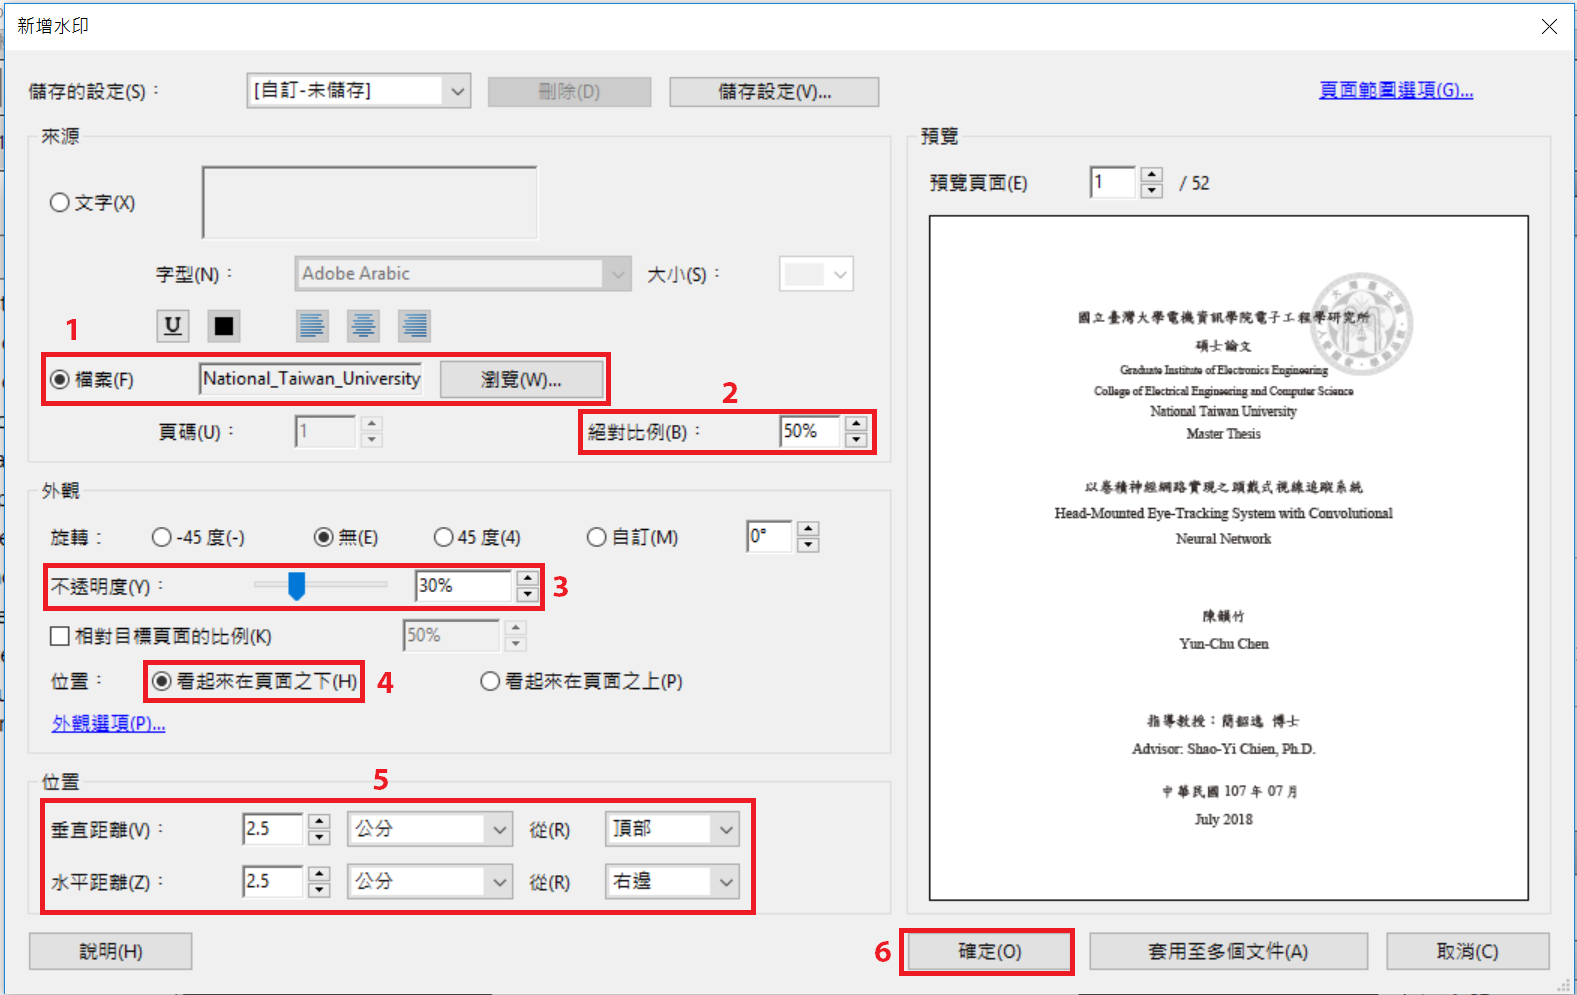 新增水印
儲存的設定(S)：
[自訂-未儲存]
刪除(D)
儲存設定(V)...
頁面範圍選項(G)...
來源
文字(X)
字型(N)：
Adobe Arabic
大小(S)：
U
1
檔案(F)
National_Taiwan_University
瀏覽(W)...
2
頁碼(U)：
1
絕對比例(B)：
50%
外觀
旋轉：
-45 度(-)
無(E)
45 度(4)
自訂(M)
0°
不透明度(Y)：
30%
3
相對目標頁面的比例(K)
50%
位置：
看起來在頁面之下(H)
4
看起來在頁面之上(P)
外觀選項(P)...
位置
5
垂直距離(V)：
2.5
公分
從(R)
頂部
水平距離(Z)：
2.5
公分
從(R)
右邊
預覽
預覽頁面(E)
1
/ 52
國立臺灣大學電機資訊學院電子工程學研究所
碩士論文
Graduate Institute of Electronics Engineering
College of Electrical Engineering and Computer Science
National Taiwan University
Master Thesis
以卷積神經網路實現之頭戴式視線追蹤系統
Head-Mounted Eye-Tracking System with Convolutional
Neural Network
陳韻竹
Yun-Chu Chen
指導教授：簡韶逸 博士
Advisor: Shao-Yi Chien, Ph.D.
中華民國 107 年 07 月
July 2018
說明(H)
6
確定(O)
套用至多個文件(A)
取消(C)